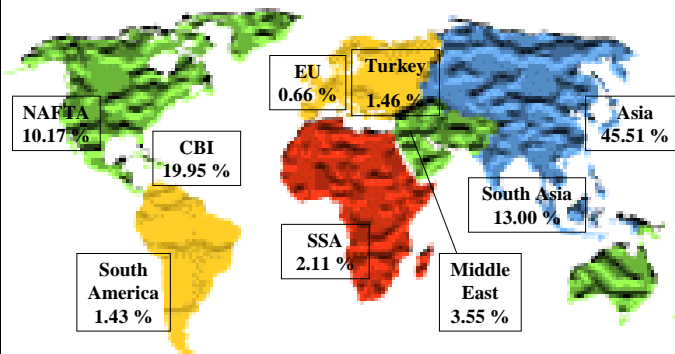 EU
0.66 %
Turkey
1.46 %
NAFTA
10.17 %
Asia
45.51 %
CBI
19.95 %
South Asia
13.00 %
SSA
2.11 %
South
America
1.43 %
Middle
East
3.55 %